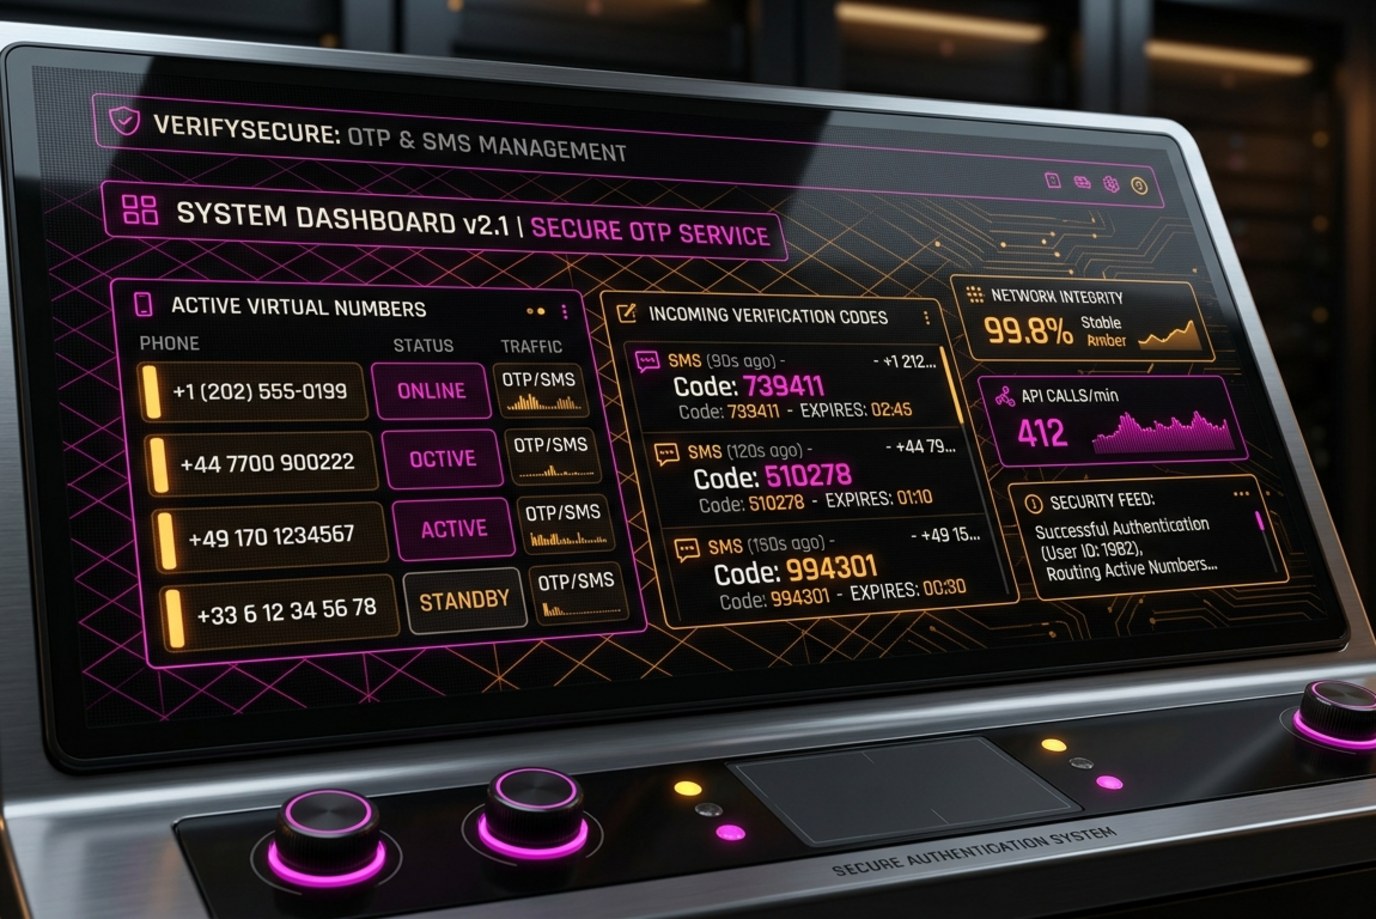 VERIFYSECURE: OTP & SMS MANAGEMENT
SYSTEM DASHBOARD v2.1 | SECURE OTP SERVICE
ACTIVE VIRTUAL NUMBERS
PHONE STATUS TRAFFIC
+1 (202) 555-0199 ONLINE OTP/SMS
+44 7700 900222 OCTIVE OTP/SMS
+49 170 1234567 ACTIVE OTP/SMS
+33 6 12 34 56 78 STANDBY OTP/SMS
INCOMING VERIFICATION CODES
SMS (90s ago) - - +1 212...
Code: 739411
Code: 739411 - EXPIRES: 02:45
SMS (120s ago) - - +44 79...
Code: 510278
Code: 510278 - EXPIRES: 01:10
SMS (150s ago) - - +49 15...
Code: 994301
Code: 994301 - EXPIRES: 00:30
NETWORK INTEGRITY
99.8% Stable
API CALLS/min
412
SECURITY FEED:
Successful Authentication
(User ID: 1982),
Routing Active Numbers...
SECURE AUTHENTICATION SYSTEM